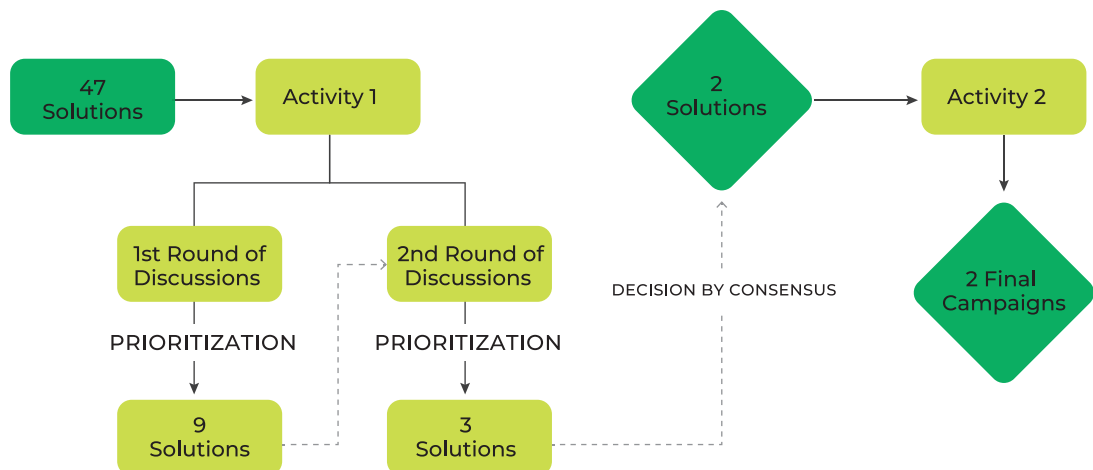 47
Solutions
Activity 1
1st Round of
Discussions
PRIORITIZATION
9
Solutions
2nd Round of
Discussions
PRIORITIZATION
3
Solutions
DECISION BY CONSENSUS
2
Solutions
Activity 2
2 Final
Campaigns